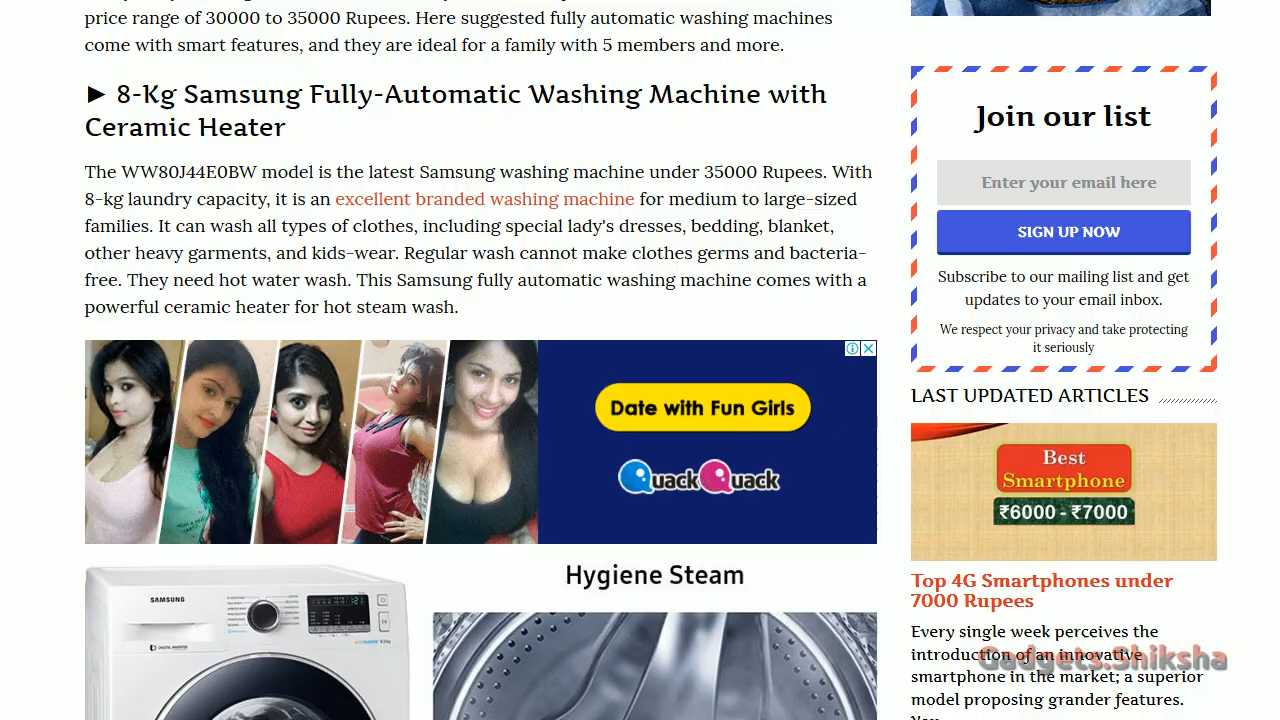 price range of 30000 to 35000 Rupees. Here suggested fully automatic washing machines
come with smart features, and they are ideal for a family with 5 members and more.
► 8-Kg Samsung Fully-Automatic Washing Machine with
Ceramic Heater
The WW80J44E0BW model is the latest Samsung washing machine under 35000 Rupees. With
8-kg laundry capacity, it is an excellent branded washing machine for medium to large-sized
families. It can wash all types of clothes, including special lady's dresses, bedding, blanket,
other heavy garments, and kids-wear. Regular wash cannot make clothes germs and bacteria-
free. They need hot water wash. This Samsung fully automatic washing machine comes with a
powerful ceramic heater for hot steam wash.
Date with Fun Girls
QuackQuack
Hygiene Steam
SAMSUNG
DIGITAL INVERTER
Join our list
Enter your email here
SIGN UP NOW
Subscribe to our mailing list and get
updates to your email inbox.
We respect your privacy and take protecting
it seriously
LAST UPDATED ARTICLES
Best
Smartphone
₹6000 - ₹7000
Top 4G Smartphones under
7000 Rupees
Every single week perceives the
introduction of an innovative
smartphone in the market; a superior
model proposing grander features.
You
Gadgets.Shiksha